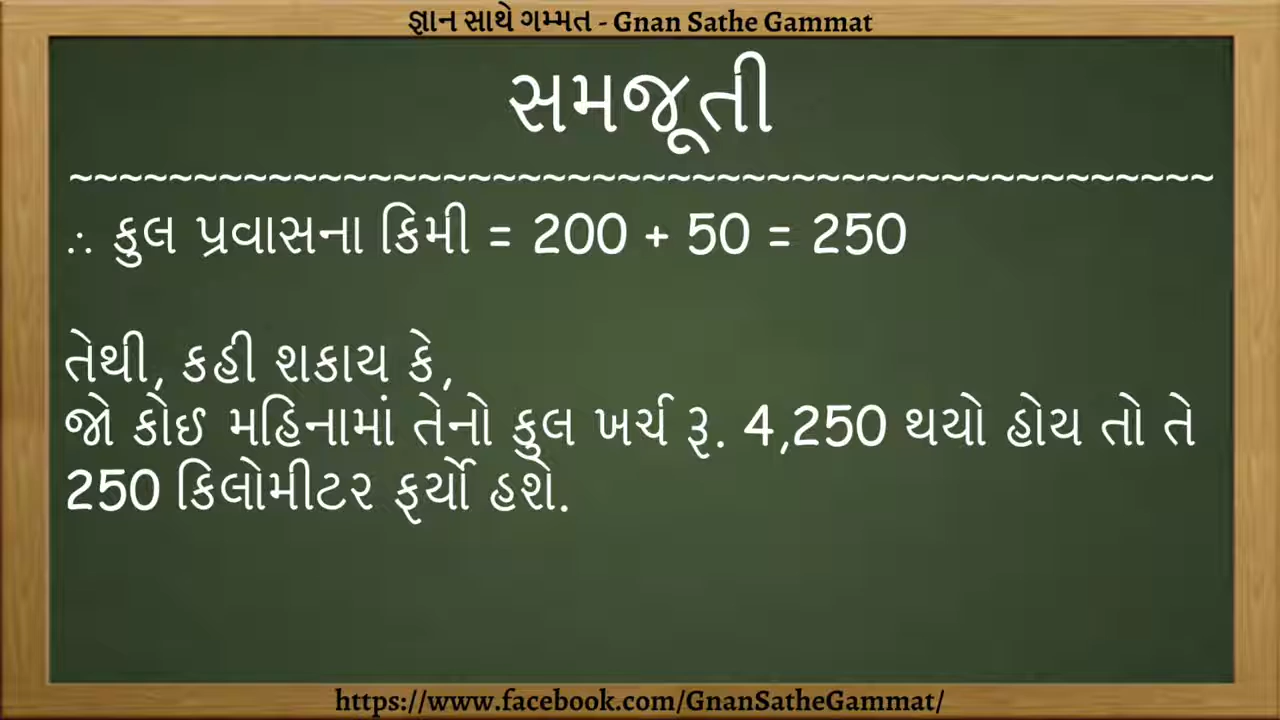 જ્ઞાન સાથે ગમ્મત - Gnan Sathe Gammat
સમજૂતી
~~~~~~~~~~~~~~~~~~~~~~~~~~~~~~~~~~~~~~~~~~~~~~
∴ કુલ પ્રવાસના કિમી = 200 + 50 = 250
તેથી, કહી શકાય કે,
જો કોઈ મહિનામાં તેનો કુલ ખર્ચ રૂ. 4,250 થયો હોય તો તે
250 કિલોમીટર ફર્યો હશે.
https://www.facebook.com/GnanSatheGammat/